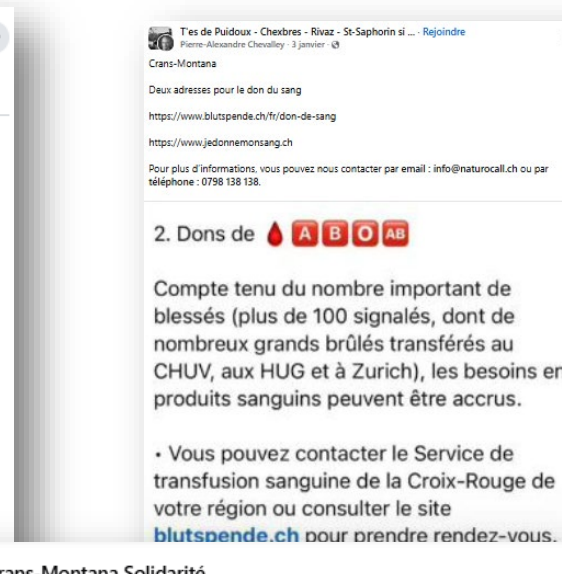 T'es de Puidoux - Chexbres - Rivaz - St-Saphorin si ... · Rejoindre
Pierre-Alexandre Chevalley · 3 janvier ·
Crans-Montana
Deux adresses pour le don du sang
https://www.blutspende.ch/fr/don-de-sang
https://www.jedonnemonsang.ch
Pour plus d'informations, vous pouvez nous contacter par email : info@naturocall.ch ou par
téléphone : 0798 138 138.
2. Dons de 🩸 A B O AB
Compte tenu du nombre important de
blessés (plus de 100 signalés, dont de
nombreux grands brûlés transférés au
CHUV, aux HUG et à Zurich), les besoins en
produits sanguins peuvent être accrus.
• Vous pouvez contacter le Service de
transfusion sanguine de la Croix-Rouge de
votre région ou consulter le site
blutspende.ch pour prendre rendez-vous.
rans-Montana Solidarité